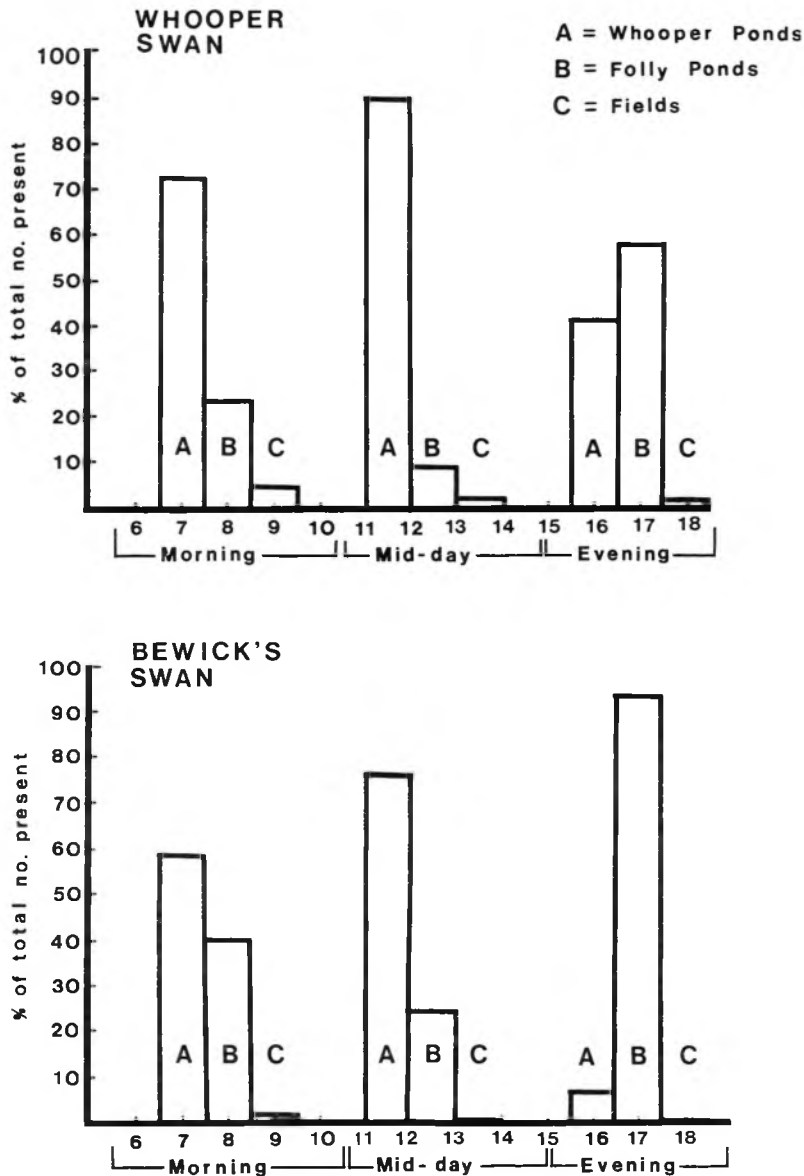 WHOOPER
SWAN
A = Whooper Ponds
B = Folly Ponds
C = Fields
% of total no. present
100
90
80
70
60
50
40
30
20
10
A B C A B C A B C
6 7 8 9 10 11 12 13 14 15 16 17 18
Morning Mid-day Evening
BEWICK'S
SWAN
% of total no. present
100
90
80
70
60
50
40
30
20
10
A B C A B C A B C
6 7 8 9 10 11 12 13 14 15 16 17 18
Morning Mid-day Evening